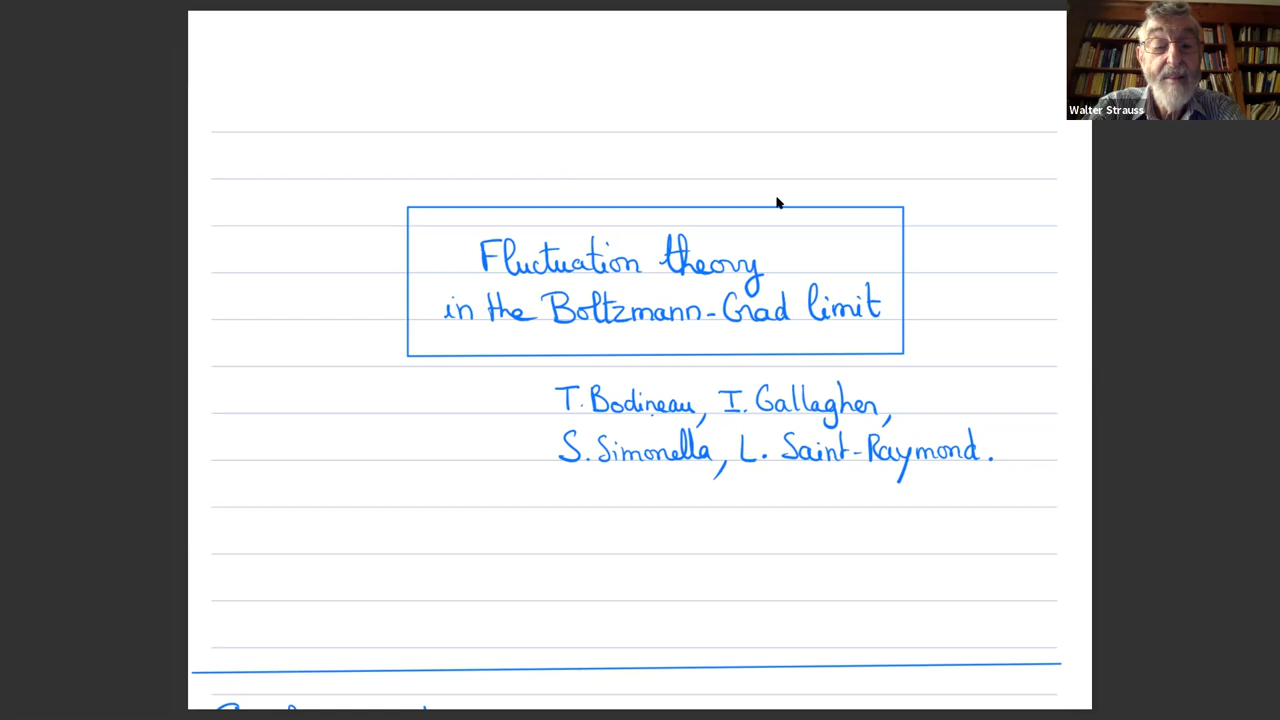 Walter Strauss
Fluctuation theory
in the Boltzmann-Grad limit
T. Bodineau, I. Gallagher,
S. Simonella, L. Saint-Raymond.